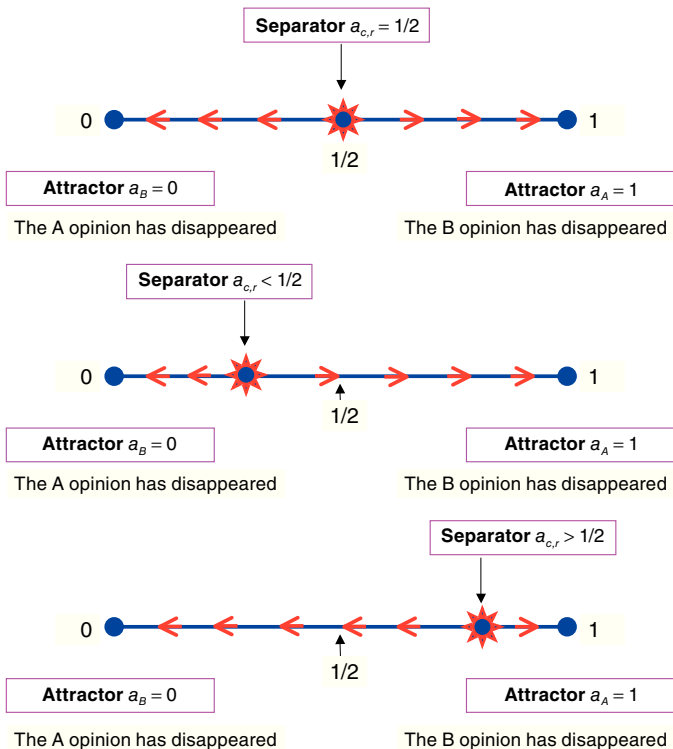 Separator a_{c,r} = 1/2
0
1
1/2
Attractor a_B = 0
Attractor a_A = 1
The A opinion has disappeared
The B opinion has disappeared
Separator a_{c,r} < 1/2
0
1
1/2
Attractor a_B = 0
Attractor a_A = 1
The A opinion has disappeared
The B opinion has disappeared
Separator a_{c,r} > 1/2
0
1
1/2
Attractor a_B = 0
Attractor a_A = 1
The A opinion has disappeared
The B opinion has disappeared